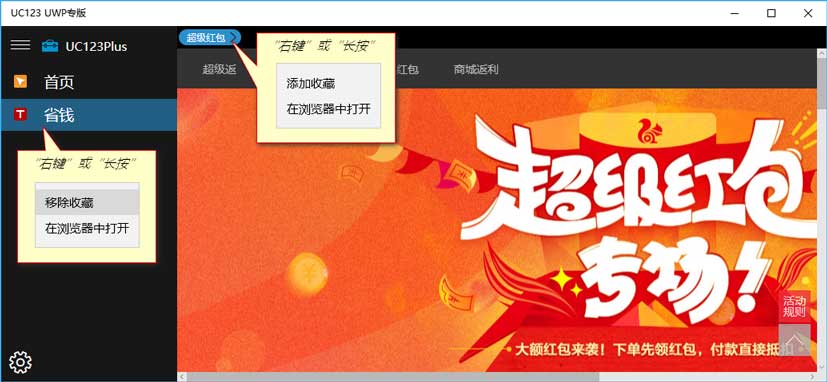 UC123 UWP专版
UC123Plus
首页
省钱
“右键”或“长按”
移除收藏
在浏览器中打开
超级红包
“右键”或“长按”
添加收藏
在浏览器中打开
超级返
红包
商城返利
超级红包
专场!
活动
规则
大额红包来袭!下单先领红包,付款直接抵扣